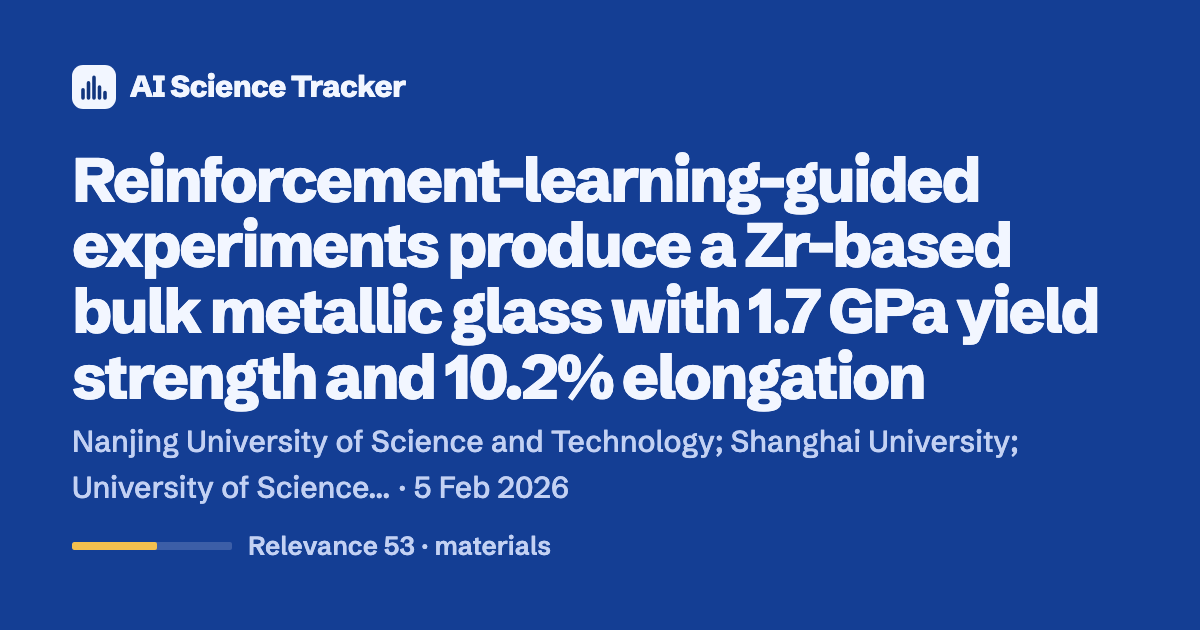 AI Science Tracker
Reinforcement-learning-guided
experiments produce a Zr-based
bulk metallic glass with 1.7 GPa yield
strength and 10.2% elongation
Nanjing University of Science and Technology; Shanghai University;
University of Science... · 5 Feb 2026
Relevance 53 · materials